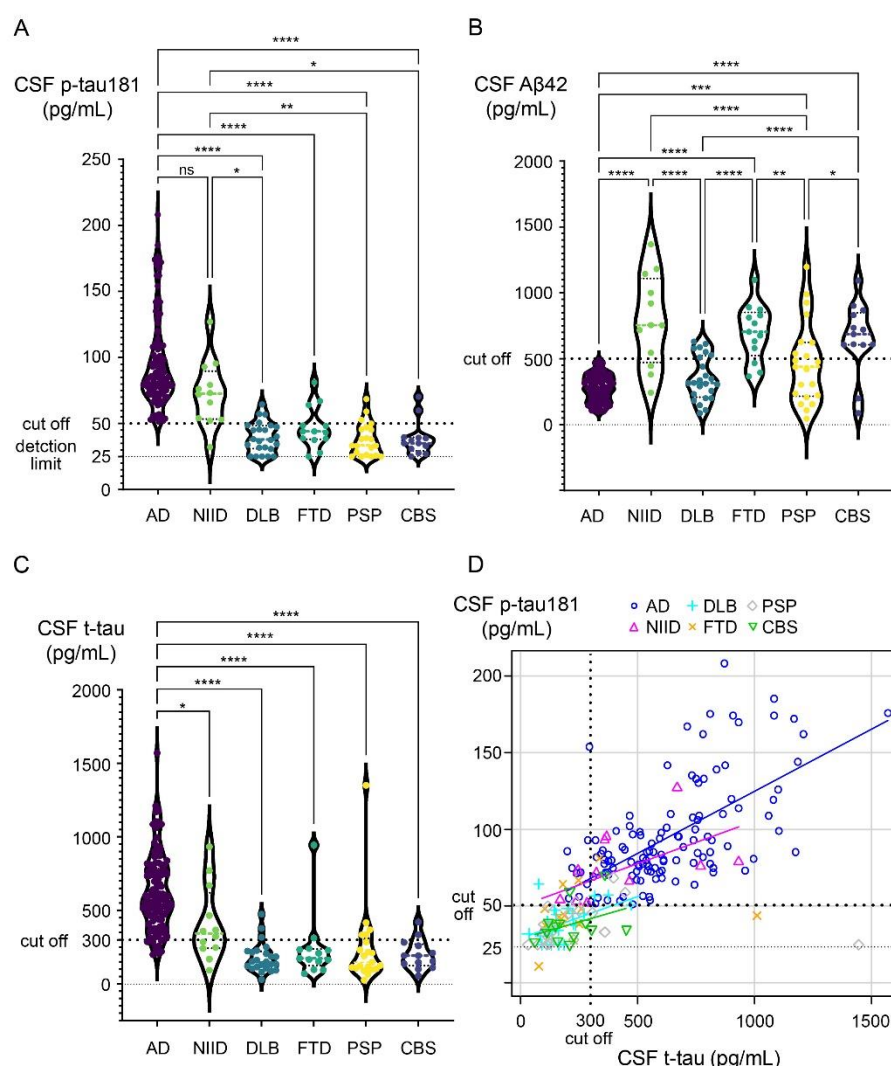 A
CSF p-tau181
(pg/mL)
****
*
****
**
****
****
ns
*
250
200
150
100
cut off
50
detction
limit
25
0
AD NIID DLB FTD PSP CBS
B
CSF Aβ42
(pg/mL)
****
***
****
****
****
****
****
****
**
*
2000
1500
1000
cut off
500
0
AD NIID DLB FTD PSP CBS
C
CSF t-tau
(pg/mL)
****
****
****
****
*
2000
1500
1000
500
cut off
300
0
AD NIID DLB FTD PSP CBS
D
CSF p-tau181
(pg/mL)
AD DLB PSP
NIID FTD CBS
200
150
100
cut
off
50
25
0 300 500 1000 1500
cut off
CSF t-tau (pg/mL)